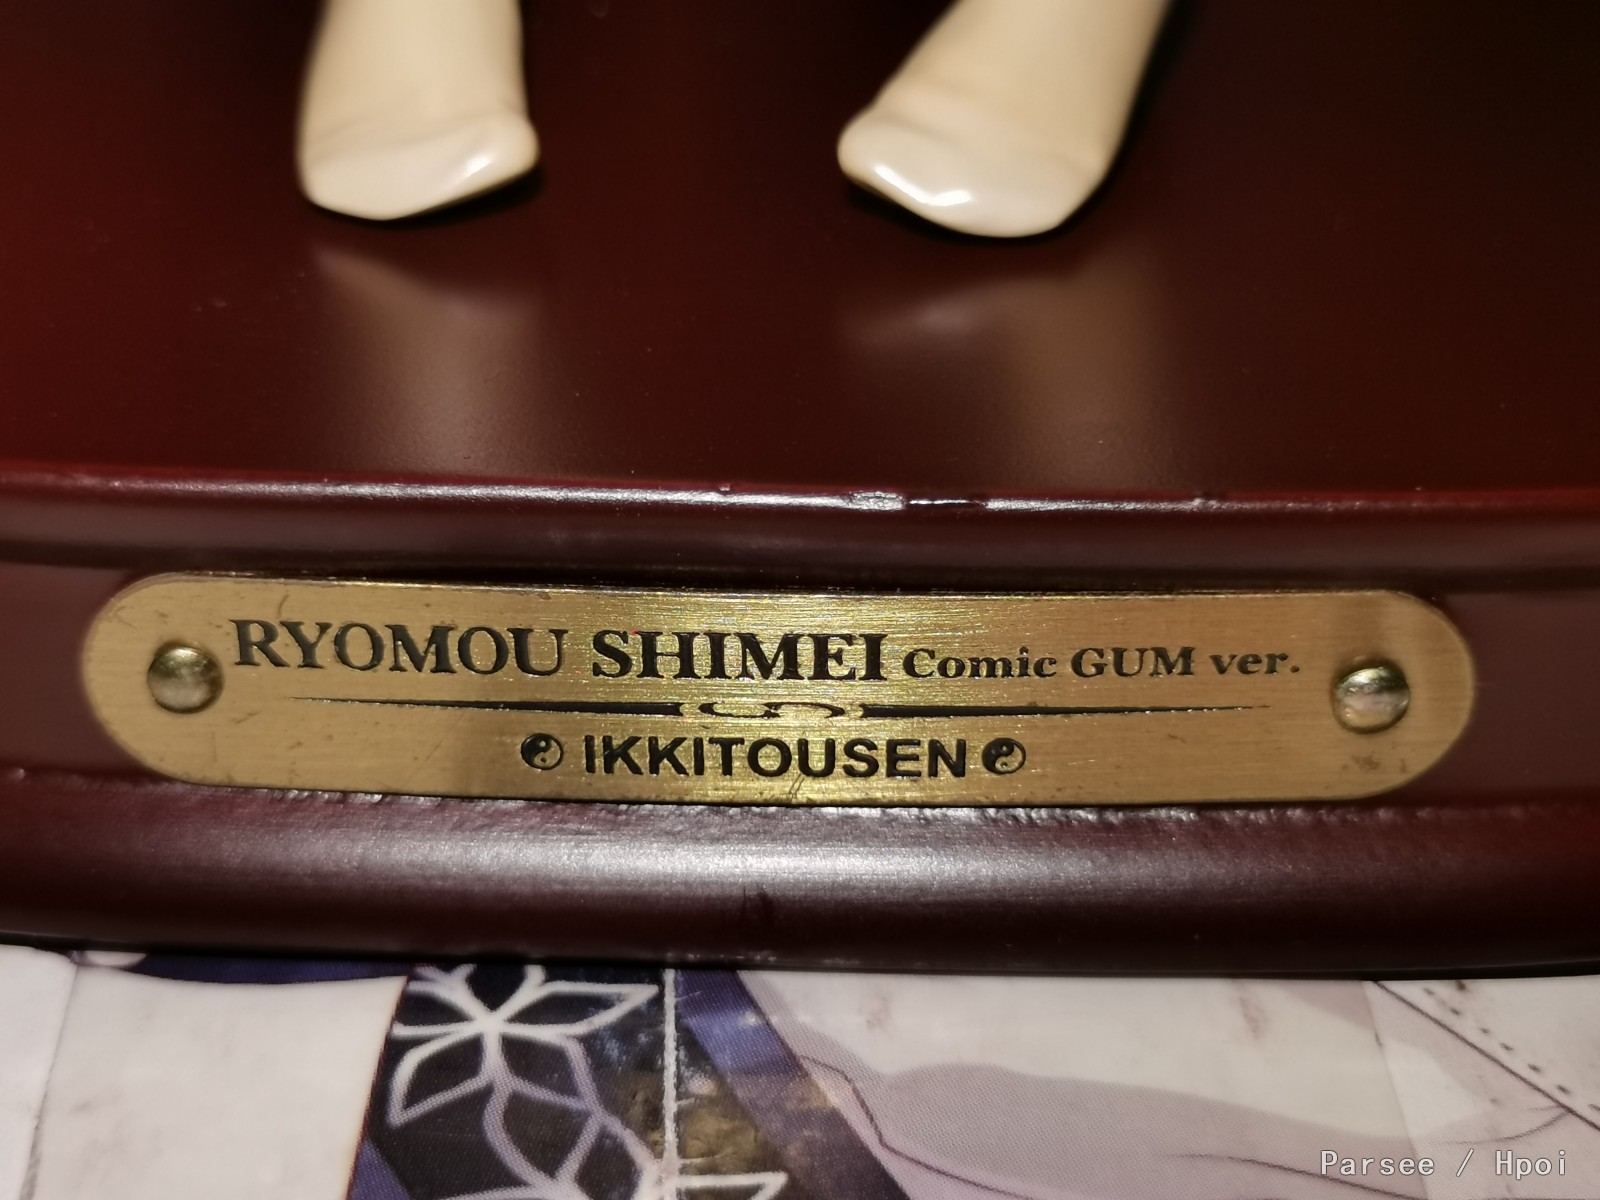 RYOMOU SHIMEI Comic GUM ver.
IKKITOUSEN
Parsee / Hpoi